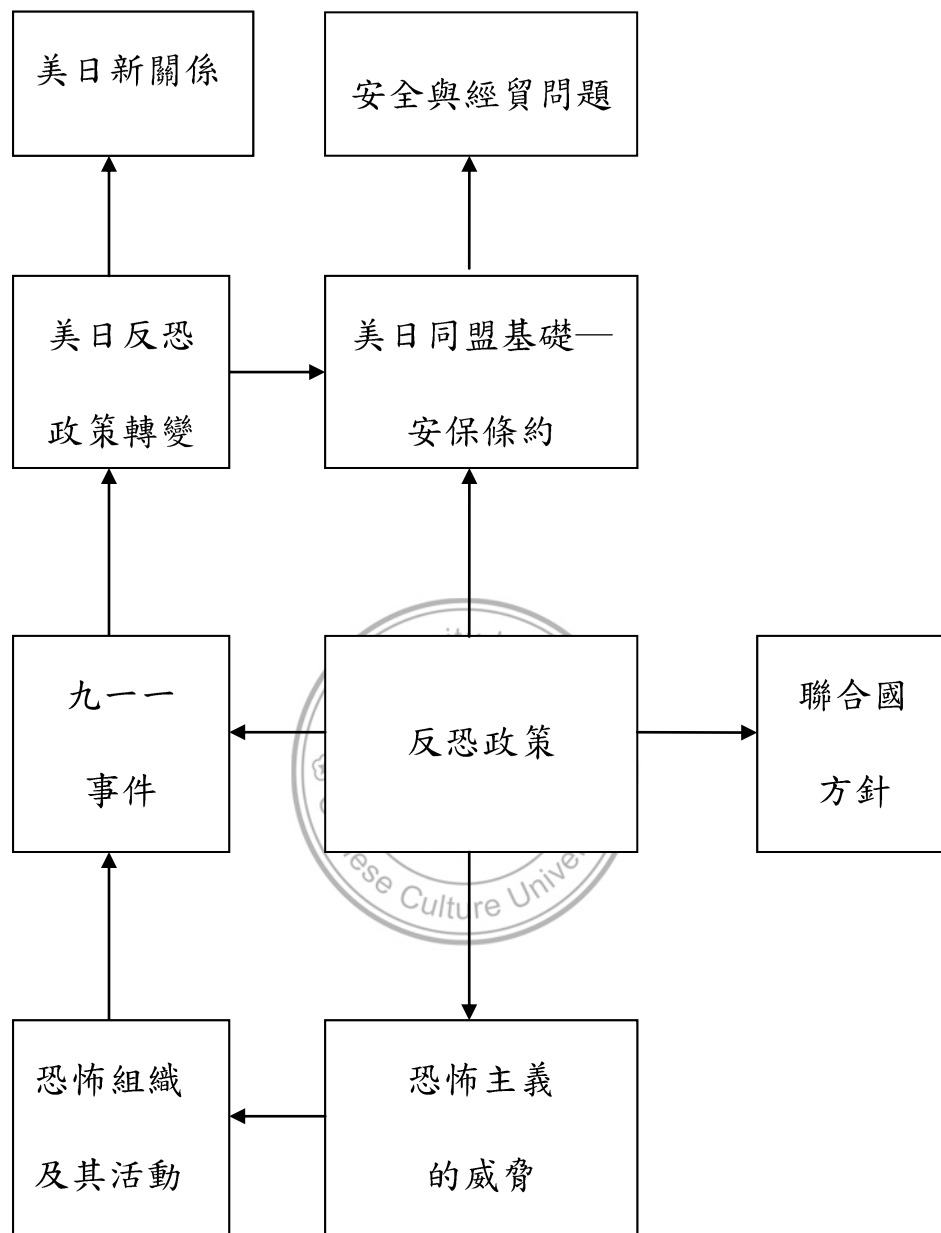 美日新關係
安全與經貿問題
美日反恐
政策轉變
美日同盟基礎—
安保條約
九一一
事件
反恐政策
聯合國
方針
恐怖組織
及其活動
恐怖主義
的威脅
Culture